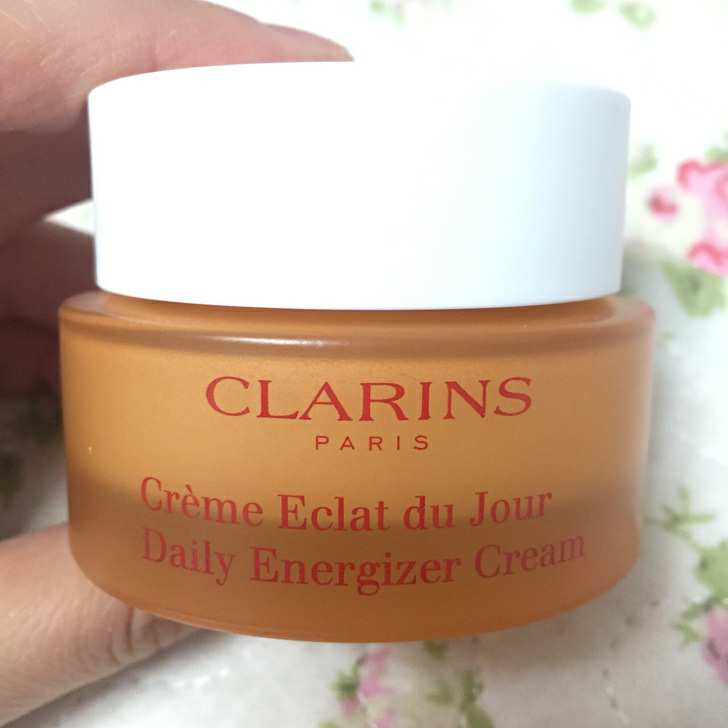 CLARINS
PARIS
Crème Eclat du Jour
Daily Energizer Cream